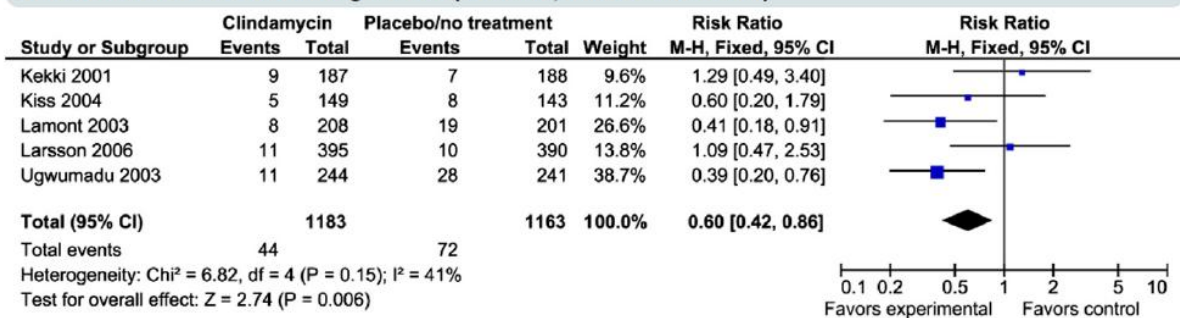 Clindamycin Placebo/no treatment Risk Ratio Risk Ratio
Study or Subgroup Events Total Events Total Weight M-H, Fixed, 95% CI M-H, Fixed, 95% CI
Kekki 2001 9 187 7 188 9.6% 1.29 [0.49, 3.40]
Kiss 2004 5 149 8 143 11.2% 0.60 [0.20, 1.79]
Lamont 2003 8 208 19 201 26.6% 0.41 [0.18, 0.91]
Larsson 2006 11 395 10 390 13.8% 1.09 [0.47, 2.53]
Ugwumadu 2003 11 244 28 241 38.7% 0.39 [0.20, 0.76]
Total (95% CI) 1183 1163 100.0% 0.60 [0.42, 0.86]
Total events 44 72
Heterogeneity: Chi² = 6.82, df = 4 (P = 0.15); I² = 41%
Test for overall effect: Z = 2.74 (P = 0.006)
0.1 0.2 0.5 1 2 5 10
Favors experimental Favors control